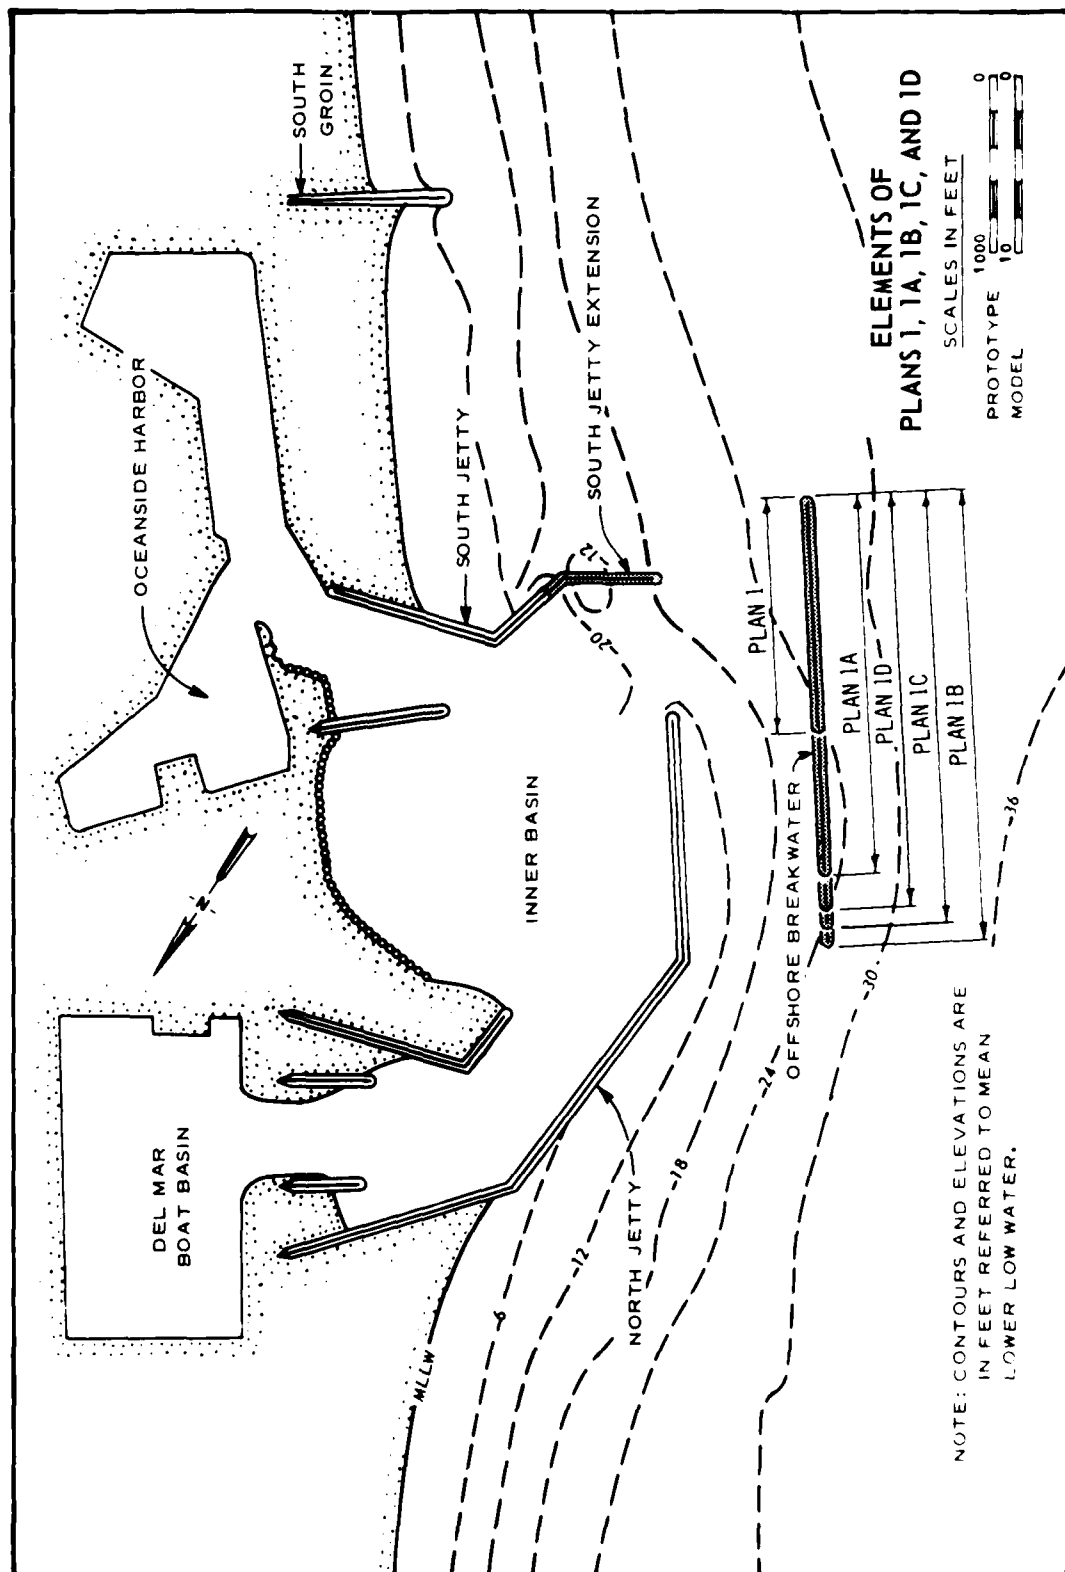 SOUTH
GROIN
OCEANSIDE HARBOR
SOUTH JETTY
SOUTH JETTY EXTENSION
-12
-20
INNER BASIN
N
DEL MAR
BOAT BASIN
MLLW
-6
-12
-18
-24
-30
-36
NORTH JETTY
OFFSHORE BREAKWATER
PLAN 1
PLAN 1A
PLAN 1D
PLAN 1C
PLAN 1B
NOTE: CONTOURS AND ELEVATIONS ARE
IN FEET REFERRED TO MEAN
LOWER LOW WATER.
ELEMENTS OF
PLANS 1, 1A, 1B, 1C, AND 1D
SCALES IN FEET
PROTOTYPE 1000 0
MODEL 10 0